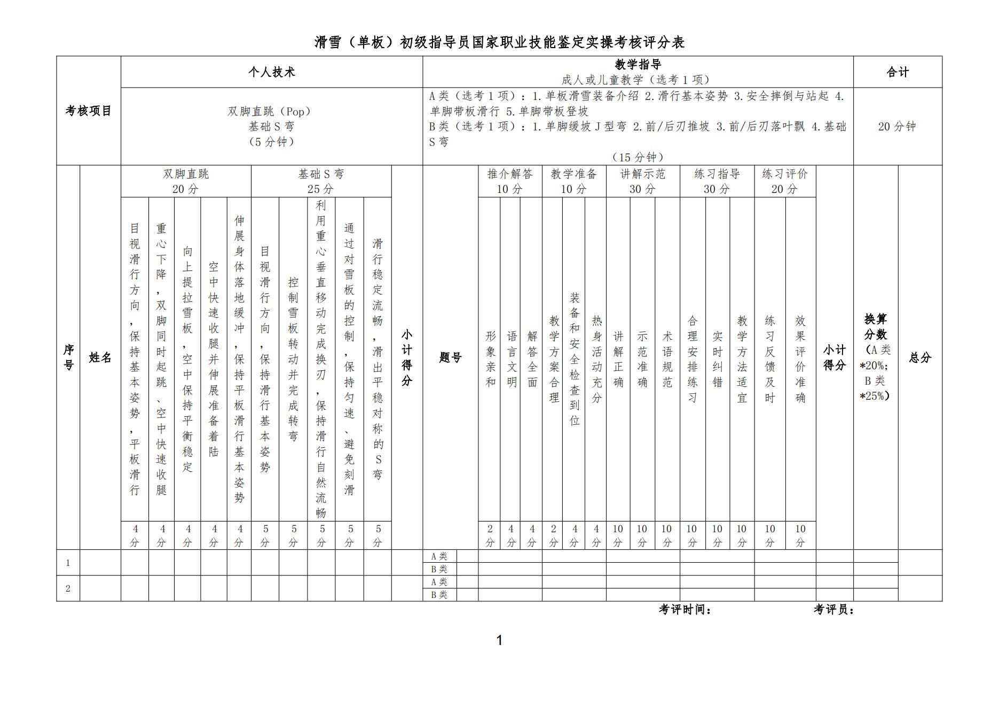 滑雪（单板）初级指导员国家职业技能鉴定实操考核评分表
考核项目
个人技术
教学指导
成人或儿童教学（选考 1 项）
合计
双脚直跳（Pop）
基础 S 弯
（5 分钟）
A 类（选考 1 项）：1.单板滑雪装备介绍 2.滑行基本姿势 3.安全摔倒与站起 4.
单脚带板滑行 5.单脚带板登坡
B 类（选考 1 项）：1.单脚缓坡 J 型弯 2.前/后刃推坡 3.前/后刃落叶飘 4.基础
S 弯
（15 分钟）
20 分钟
序号
姓名
双脚直跳
20 分
基础 S 弯
25 分
小计得分
题号
推介解答
10 分
教学准备
10 分
讲解示范
30 分
练习指导
30 分
练习评价
20 分
小计
得分
换算
分数
（A 类
*20%；
B 类
*25%）
总分
目视滑行方向，保持基本姿势，平板滑行
重心下降，双脚同时起跳、空中快速收腿
向上提拉雪板，空中保持平衡稳定
空中快速收腿并伸展准备着陆
伸展身体落地缓冲，保持平板滑行基本姿势
目视滑行方向，保持滑行基本姿势
控制雪板转动并完成转弯
利用重心垂直移动完成换刃，保持滑行自然流畅
通过对雪板的控制，保持匀速、避免刻滑
滑行稳定流畅，滑出平稳对称的 S 弯
形象亲和
语言文明
解答全面
教学方案合理
装备和安全检查到位
热身活动充分
讲解正确
示范准确
术语规范
合理安排练习
实时纠错
教学方法适宜
练习反馈及时
效果评价准确
4 4 4 4 4 5 5 5 5 5 2 4 4 2 4 4 10 10 10 10 10 10 10 10
分 分 分 分 分 分 分 分 分 分 分 分 分 分 分 分 分 分 分 分 分 分 分 分
1
A 类
B 类
2
A 类
B 类
考评时间： 考评员：
1